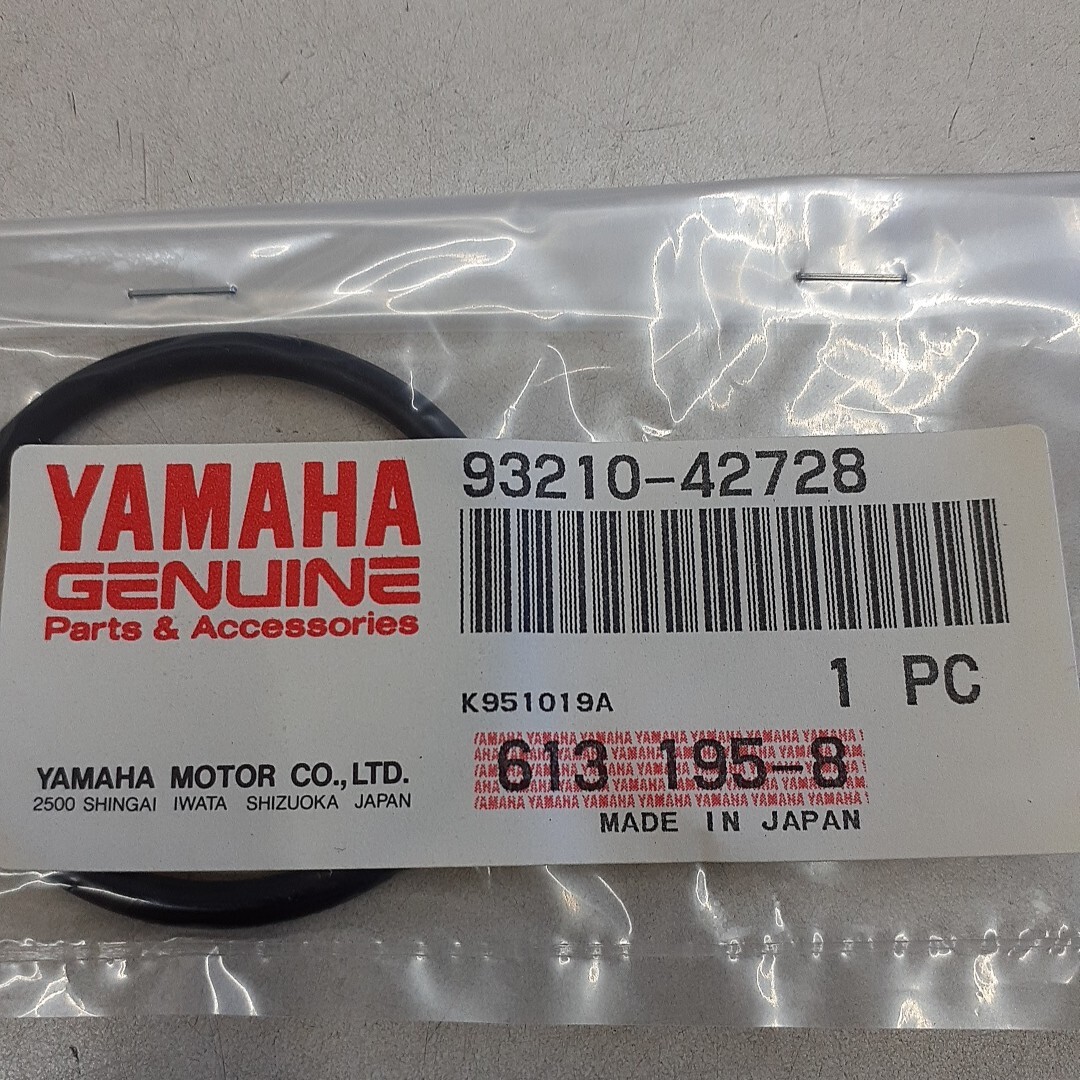 YAMAHA
GENUINE
Parts & Accessories
93210-42728
1 PC
K951019A
613 195-8
YAMAHA MOTOR CO.,LTD.
2500 SHINGAI IWATA SHIZUOKA JAPAN
MADE IN JAPAN